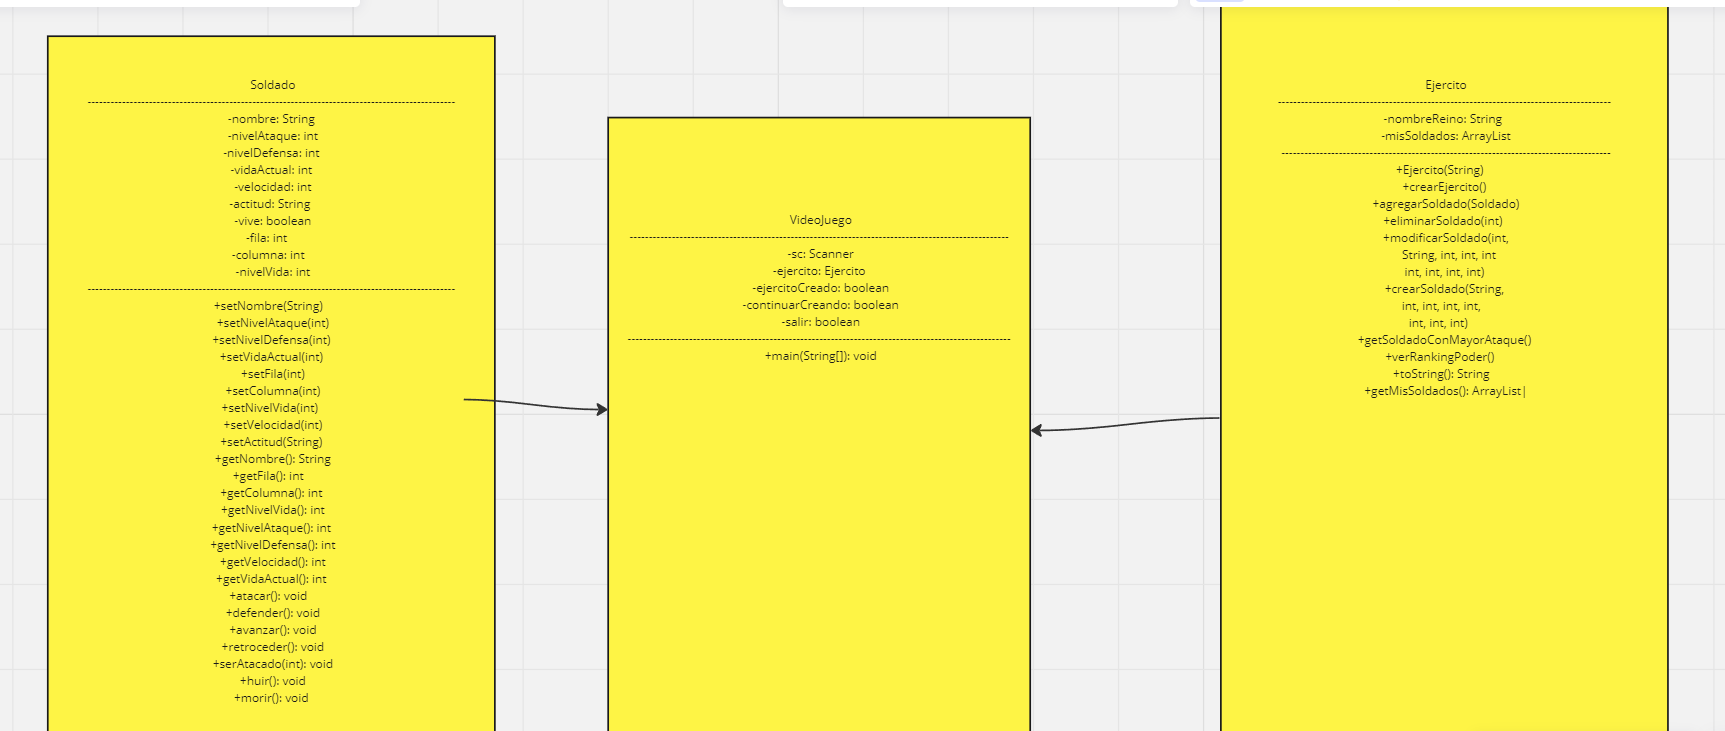 Soldado
-nombre: String
-nivelAtaque: int
-nivelDefensa: int
-vidaActual: int
-velocidad: int
-actitud: String
-vive: boolean
-fila: int
-columna: int
-nivelVida: int
+setNombre(String)
+setNivelAtaque(int)
+setNivelDefensa(int)
+setVidaActual(int)
+setFila(int)
+setColumna(int)
+setNivelVida(int)
+setVelocidad(int)
+setActitud(String)
+getNombre(): String
+getFila(): int
+getColumna(): int
+getNivelVida(): int
+getNivelAtaque(): int
+getNivelDefensa(): int
+getVelocidad(): int
+getVidaActual(): int
+atacar(): void
+defender(): void
+avanzar(): void
+retroceder(): void
+serAtacado(int): void
+huir(): void
+morir(): void
VideoJuego
-sc: Scanner
-ejercito: Ejercito
-ejercitoCreado: boolean
-continuarCreando: boolean
-salir: boolean
+main(String[]): void
Ejercito
-nombreReino: String
-misSoldados: ArrayList
+Ejercito(String)
+crearEjercito()
+agregarSoldado(Soldado)
+eliminarSoldado(int)
+modificarSoldado(int,
String, int, int, int
int, int, int, int)
+crearSoldado(String,
int, int, int, int,
int, int, int)
+getSoldadoConMayorAtaque()
+verRankingPoder()
+toString(): String
+getMisSoldados(): ArrayList